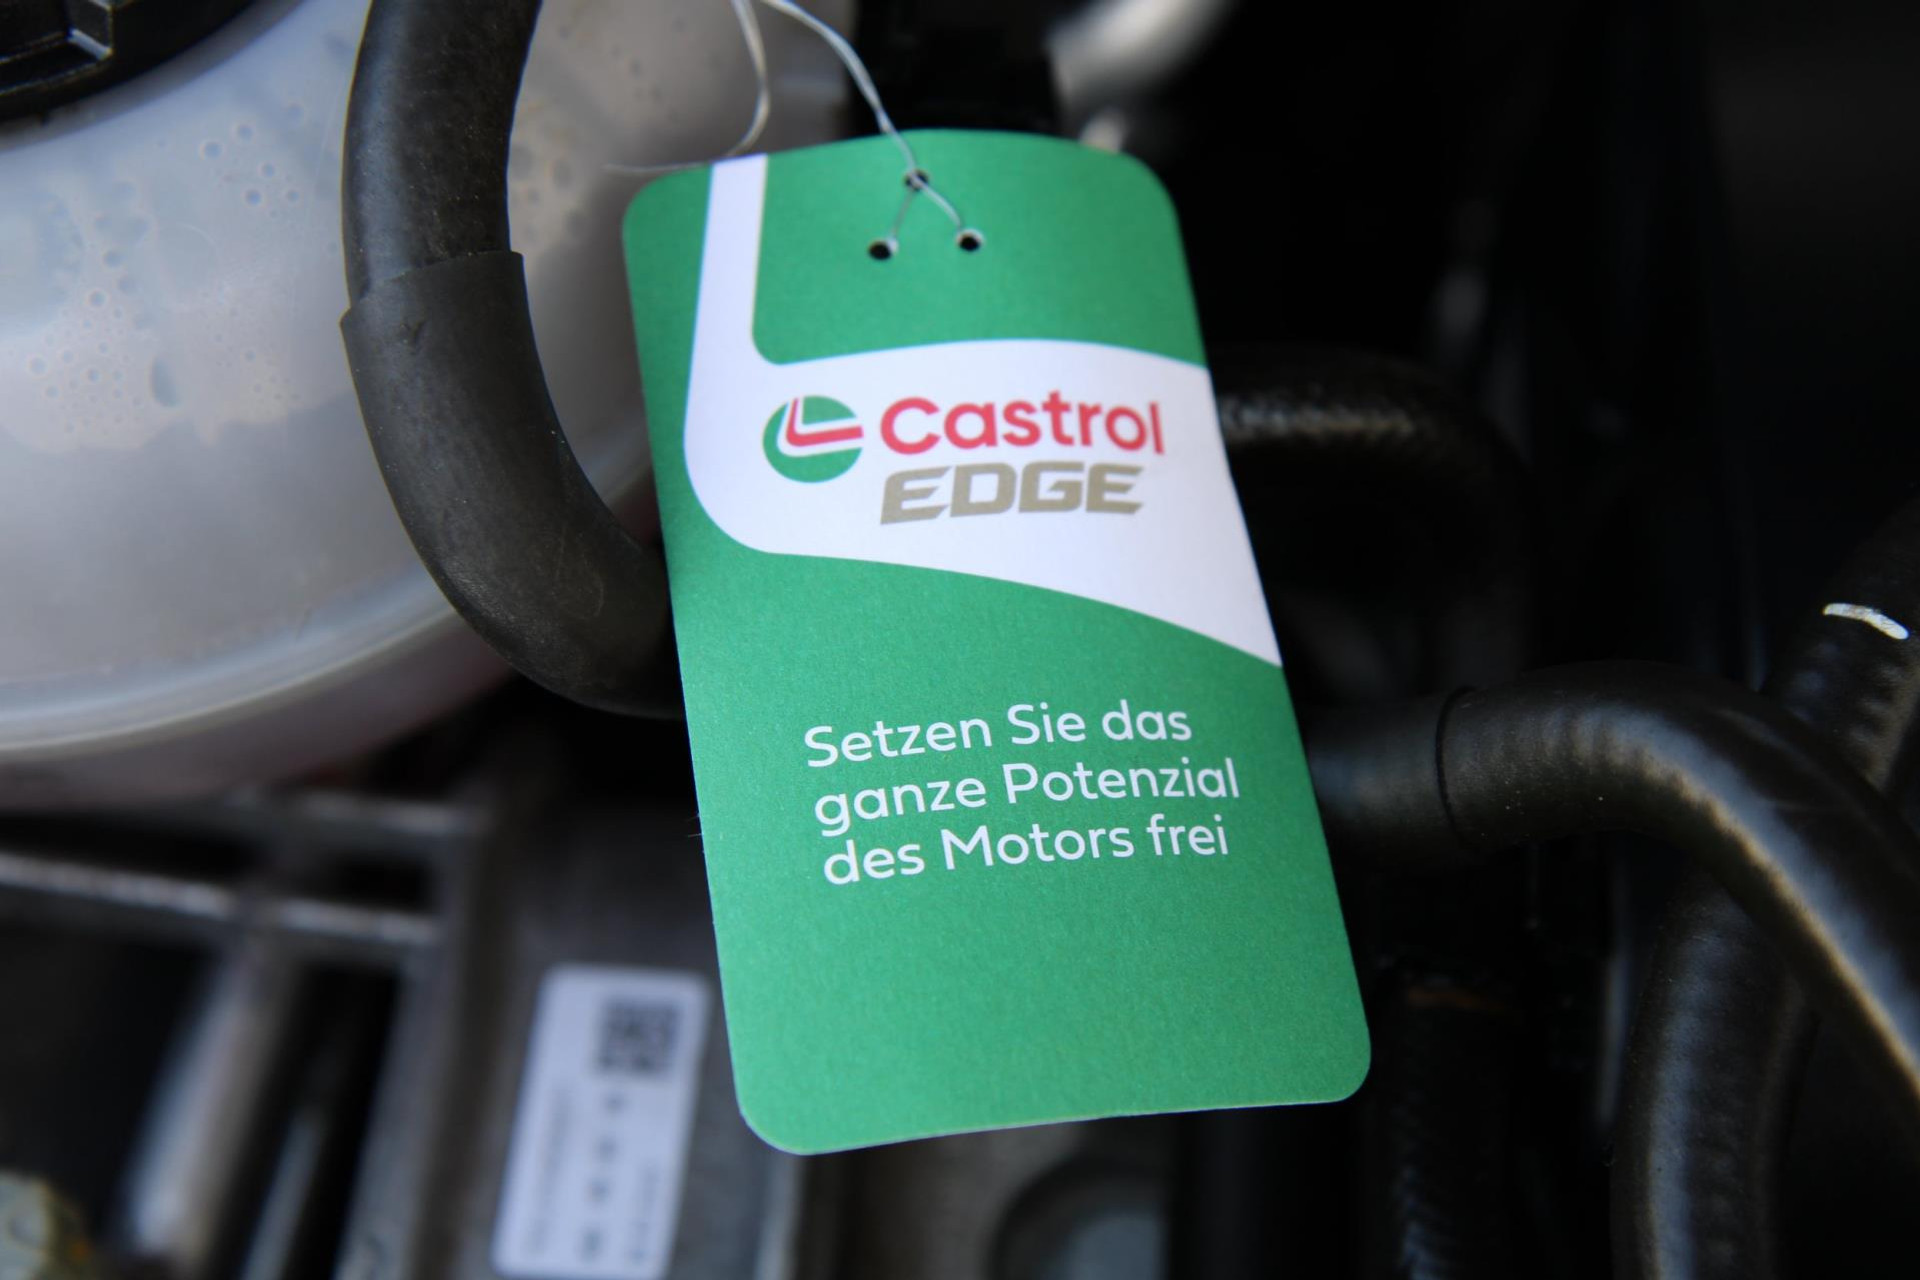 Castrol
EDGE
Setzen Sie das
ganze Potenzial
des Motors frei